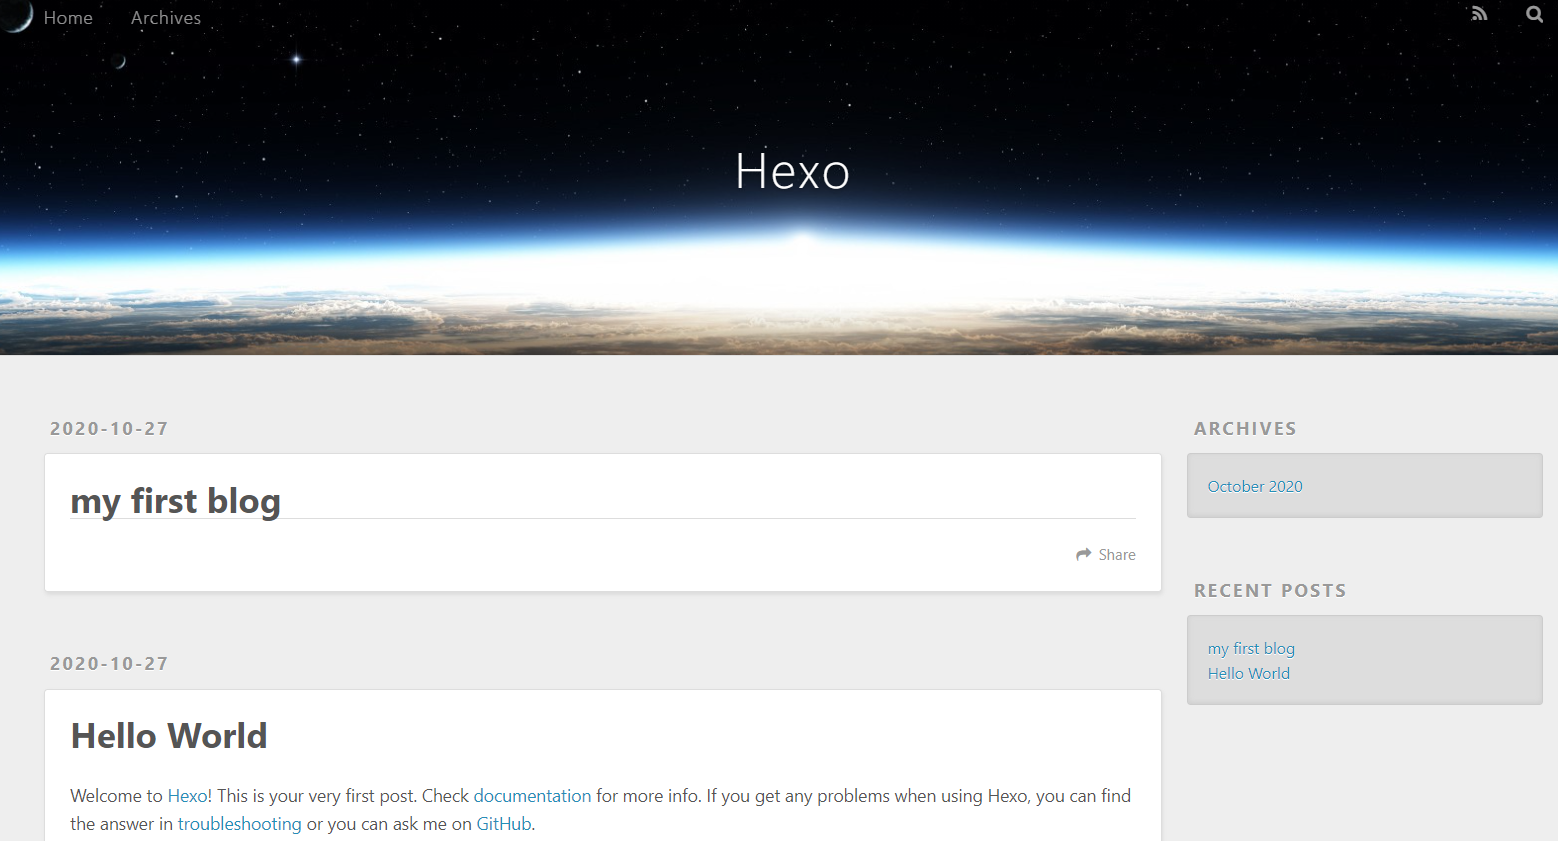 Home Archives
Hexo
2020-10-27
my first blog
Share
2020-10-27
Hello World
Welcome to Hexo! This is your very first post. Check documentation for more info. If you get any problems when using Hexo, you can find
the answer in troubleshooting or you can ask me on GitHub.
ARCHIVES
October 2020
RECENT POSTS
my first blog
Hello World